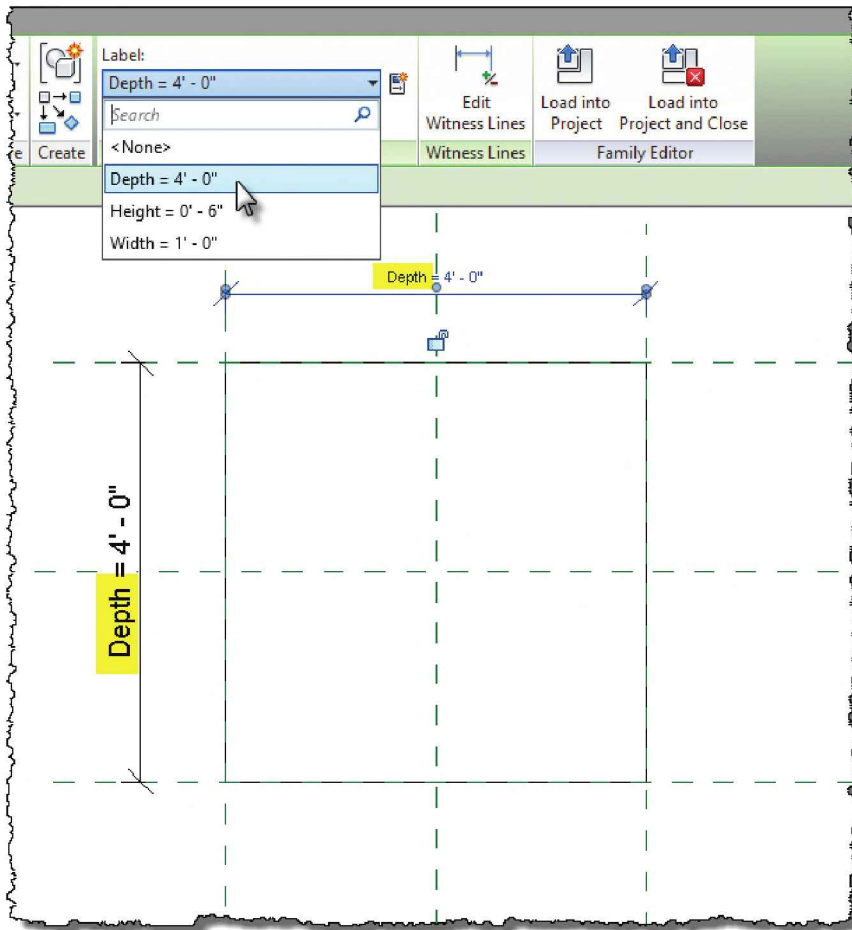 Label:
Depth = 4' - 0"
Search
<None>
Depth = 4' - 0"
Height = 0' - 6"
Width = 1' - 0"
e
Create
Edit
Witness Lines
Witness Lines
Load into
Project
Load into
Project and Close
Family Editor
Depth = 4' - 0"
Depth = 4' - 0"